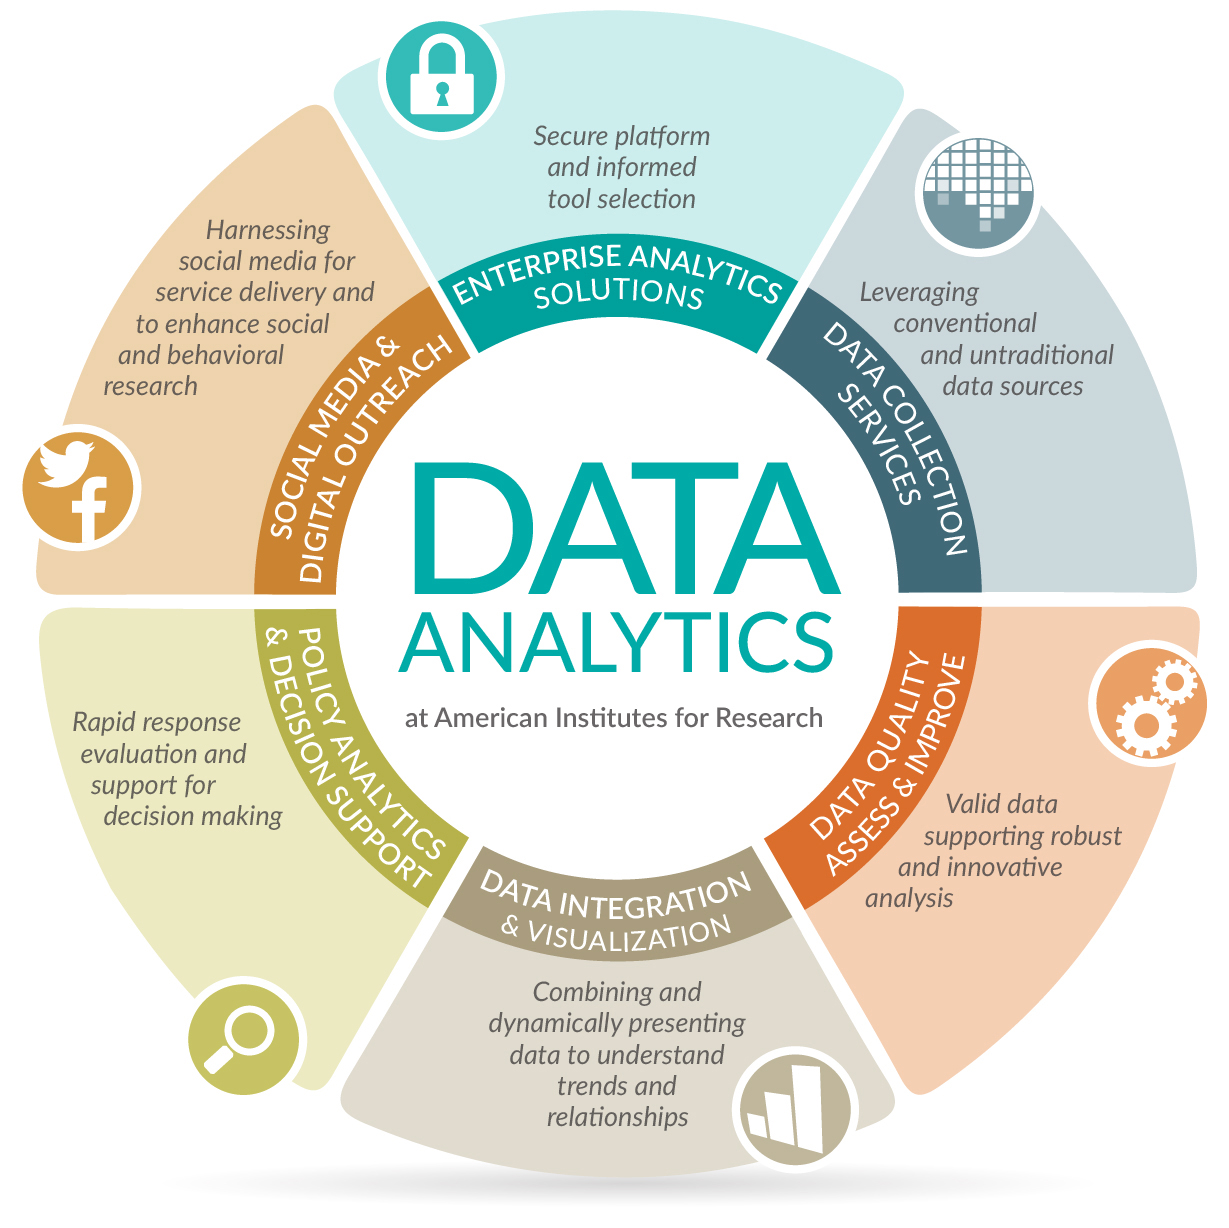 Secure platform
and informed
tool selection
ENTERPRISE ANALYTICS
SOLUTIONS
Leveraging
conventional
and untraditional
data sources
DATA COLLECTION
SERVICES
Valid data
supporting robust
and innovative
analysis
DATA QUALITY
ASSESS & IMPROVE
DATA INTEGRATION
& VISUALIZATION
Combining and
dynamically presenting
data to understand
trends and
relationships
POLICY ANALYTICS
& DECISION SUPPORT
Rapid response
evaluation and
support for
decision making
Harnessing
social media for
service delivery and
to enhance social
and behavioral
research
SOCIAL MEDIA &
DIGITAL OUTREACH
DATA
ANALYTICS
at American Institutes for Research